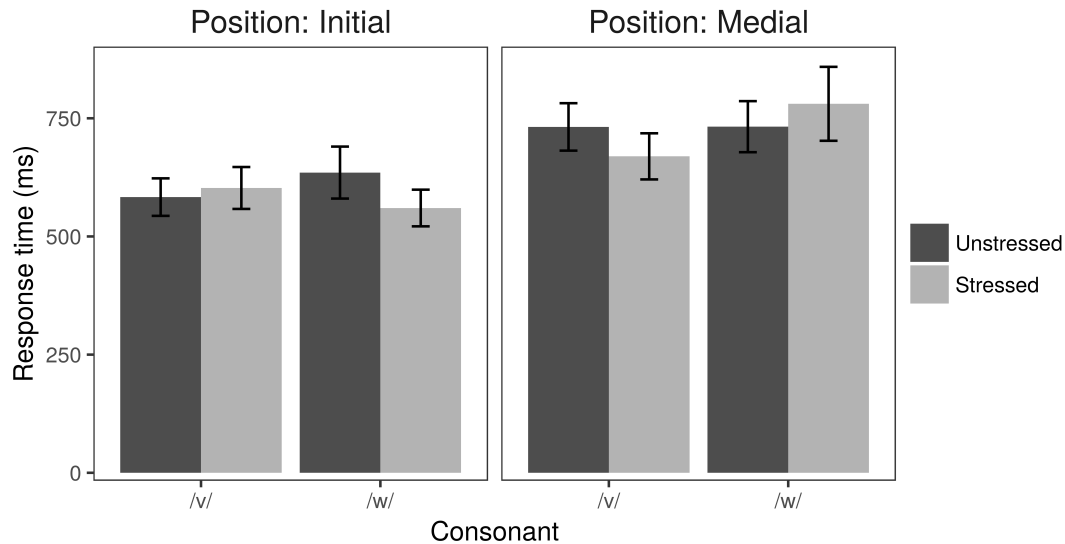 Position: Initial
Position: Medial
Response time (ms)
750
500
250
0
/v/
/w/
/v/
/w/
Consonant
Unstressed
Stressed